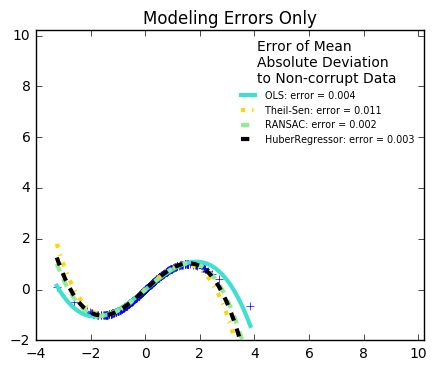 Modeling Errors Only
Error of Mean
Absolute Deviation
to Non-corrupt Data
OLS: error = 0.004
Theil-Sen: error = 0.011
RANSAC: error = 0.002
HuberRegressor: error = 0.003
10
8
6
4
2
0
−2
−4 −2 0 2 4 6 8 10